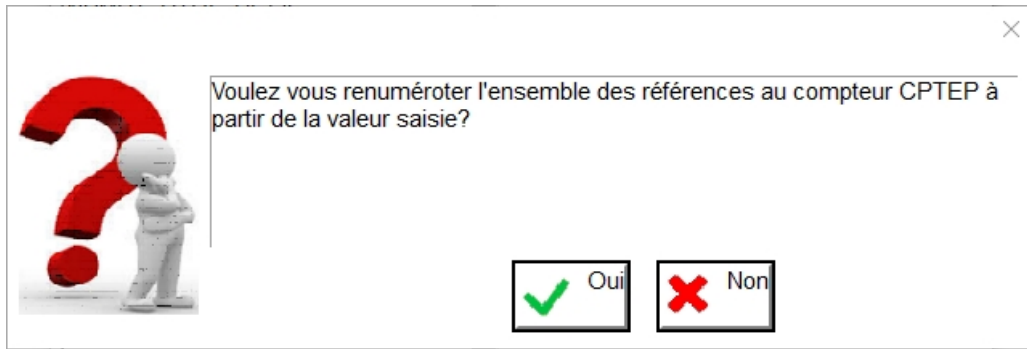 Voulez vous renuméroter l'ensemble des références au compteur CPTEP à
partir de la valeur saisie?
Oui
Non